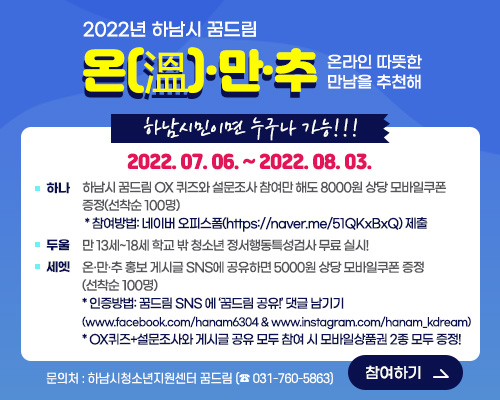 2022년 하남시 꿈드림
온(溫)·만·추
온라인 따뜻한
만남을 추천해
하남시민이면 누구나 가능!!!
2022. 07. 06. ~ 2022. 08. 03.
하나 하남시 꿈드림 OX 퀴즈와 설문조사 참여만 해도 8000원 상당 모바일쿠폰
증정(선착순 100명)
* 참여방법: 네이버 오피스폼(https://naver.me/51QKxBxQ) 제출
두울 만 13세~18세 학교 밖 청소년 정서행동특성검사 무료 실시!
세엣 온·만·추 홍보 게시글 SNS에 공유하면 5000원 상당 모바일쿠폰 증정
(선착순 100명)
* 인증방법: 꿈드림 SNS 에 '꿈드림 공유!' 댓글 남기기
(www.facebook.com/hanam6304 & www.instagram.com/hanam_kdream)
* OX퀴즈+설문조사와 게시글 공유 모두 참여 시 모바일상품권 2종 모두 증정!
문의처 : 하남시청소년지원센터 꿈드림 (☎ 031-760-5863)
참여하기